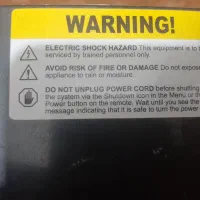 WARNING!
ELECTRIC SHOCK HAZARD This equipment is to b
serviced by trained personnel only.
AVOID RISK OF FIRE OR DAMAGE Do not expos
appliance to rain or moisture.
DO NOT UNPLUG POWER CORD before shutting
the system via the Shutdown icon in the Menu or th
Power button on the remote. Wait until you see the
message indicating that it is safe to turn the power